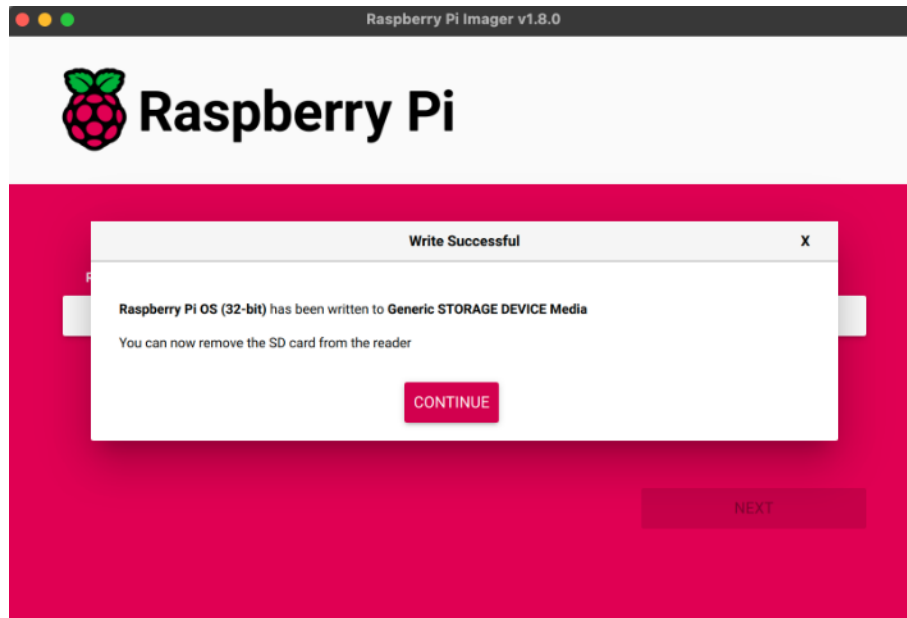 Raspberry Pi Imager v1.8.0
Raspberry Pi
Write Successful X
Raspberry Pi OS (32-bit) has been written to Generic STORAGE DEVICE Media
You can now remove the SD card from the reader
CONTINUE
NEXT